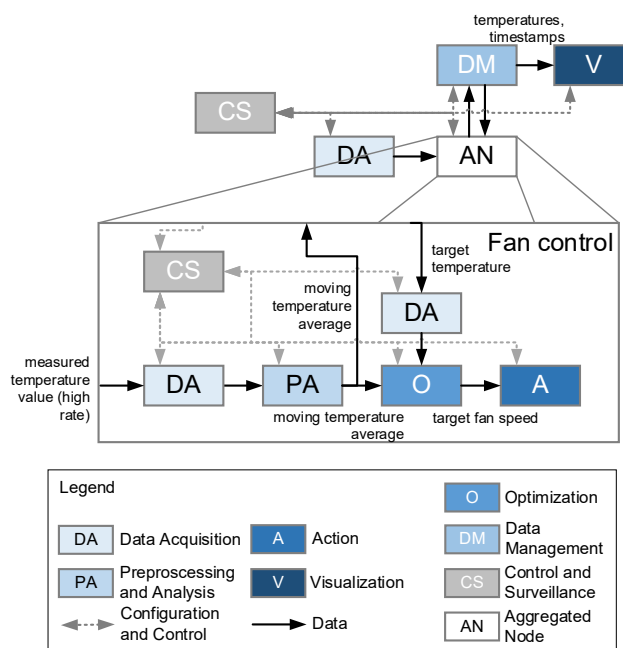 temperatures,
timestamps
DM
V
CS
DA
AN
Fan control
target
temperature
CS
moving
temperature
average
DA
measured
temperature
value (high
rate)
DA
PA
O
A
moving temperature
average
target fan speed
Legend
DA Data Acquisition
A Action
O Optimization
DM Data
Management
PA Preproscessing
and Analysis
V Visualization
CS Control and
Surveillance
Configuration
and Control
Data
AN Aggregated
Node